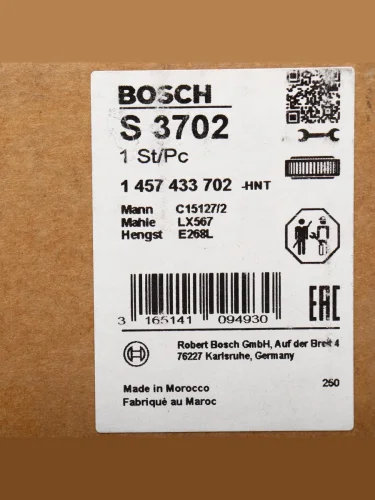 BOSCH
S 3702
1 St/Pc
1 457 433 702 -HNT
Mann C15127/2
Mahle LX567
Hengst E268L
3 165141 094930
EAC
Robert Bosch GmbH, Auf der Breit 4
76227 Karlsruhe, Germany
Made in Morocco 250
Fabriqué au Maroc